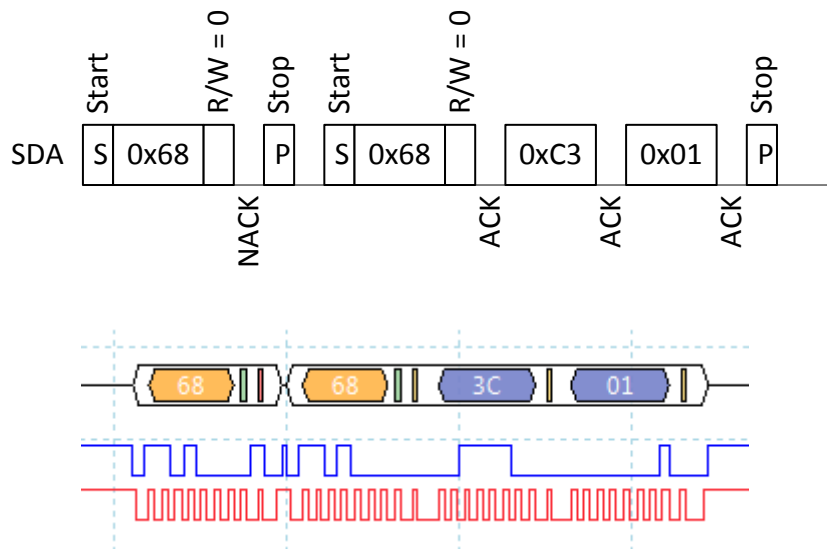 Start
R/W = 0
Stop
Start
R/W = 0
Stop
SDA S 0x68 P S 0x68 0xC3 0x01 P
NACK
ACK
ACK
ACK
68 68 3C 01